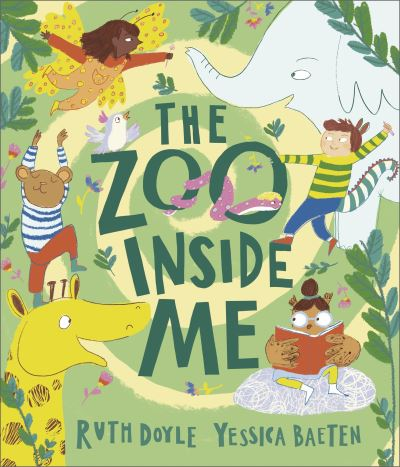 THE
ZOO
INSIDE
ME
RUTH DOYLE YESSICA BAETEN